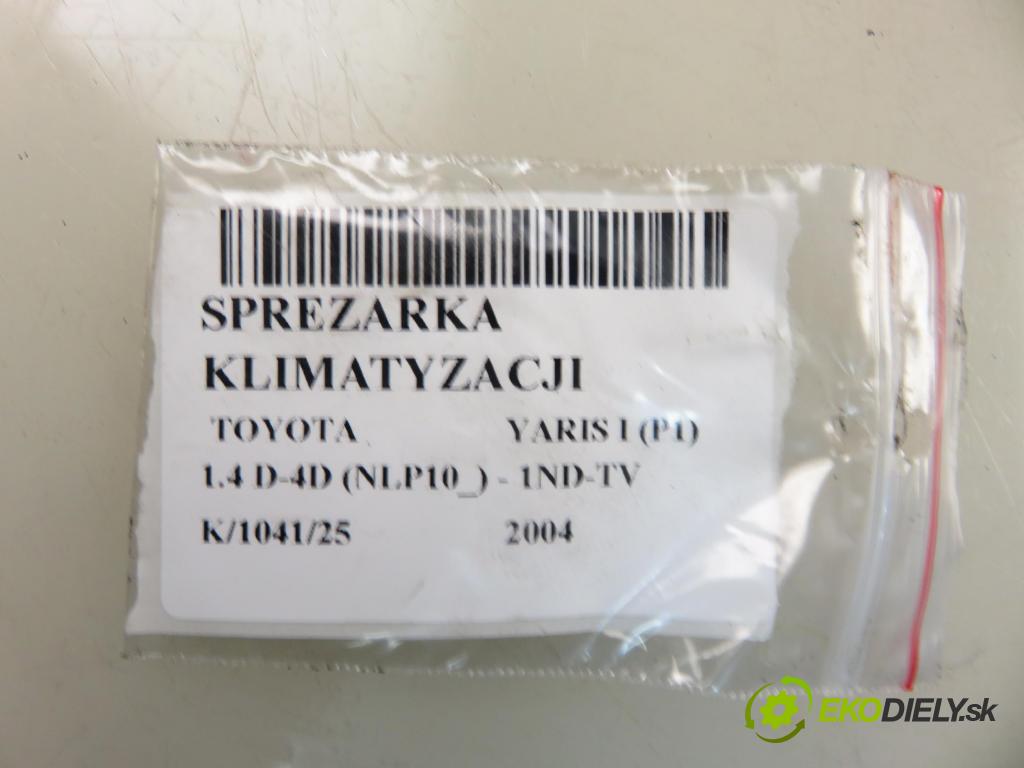 SPREZARKA
KLIMATYZACJI
TOYOTA YARIS I (P1)
1.4 D-4D (NLP10_) - 1ND-TV
K/1041/25 2004
EKODIELY.sk